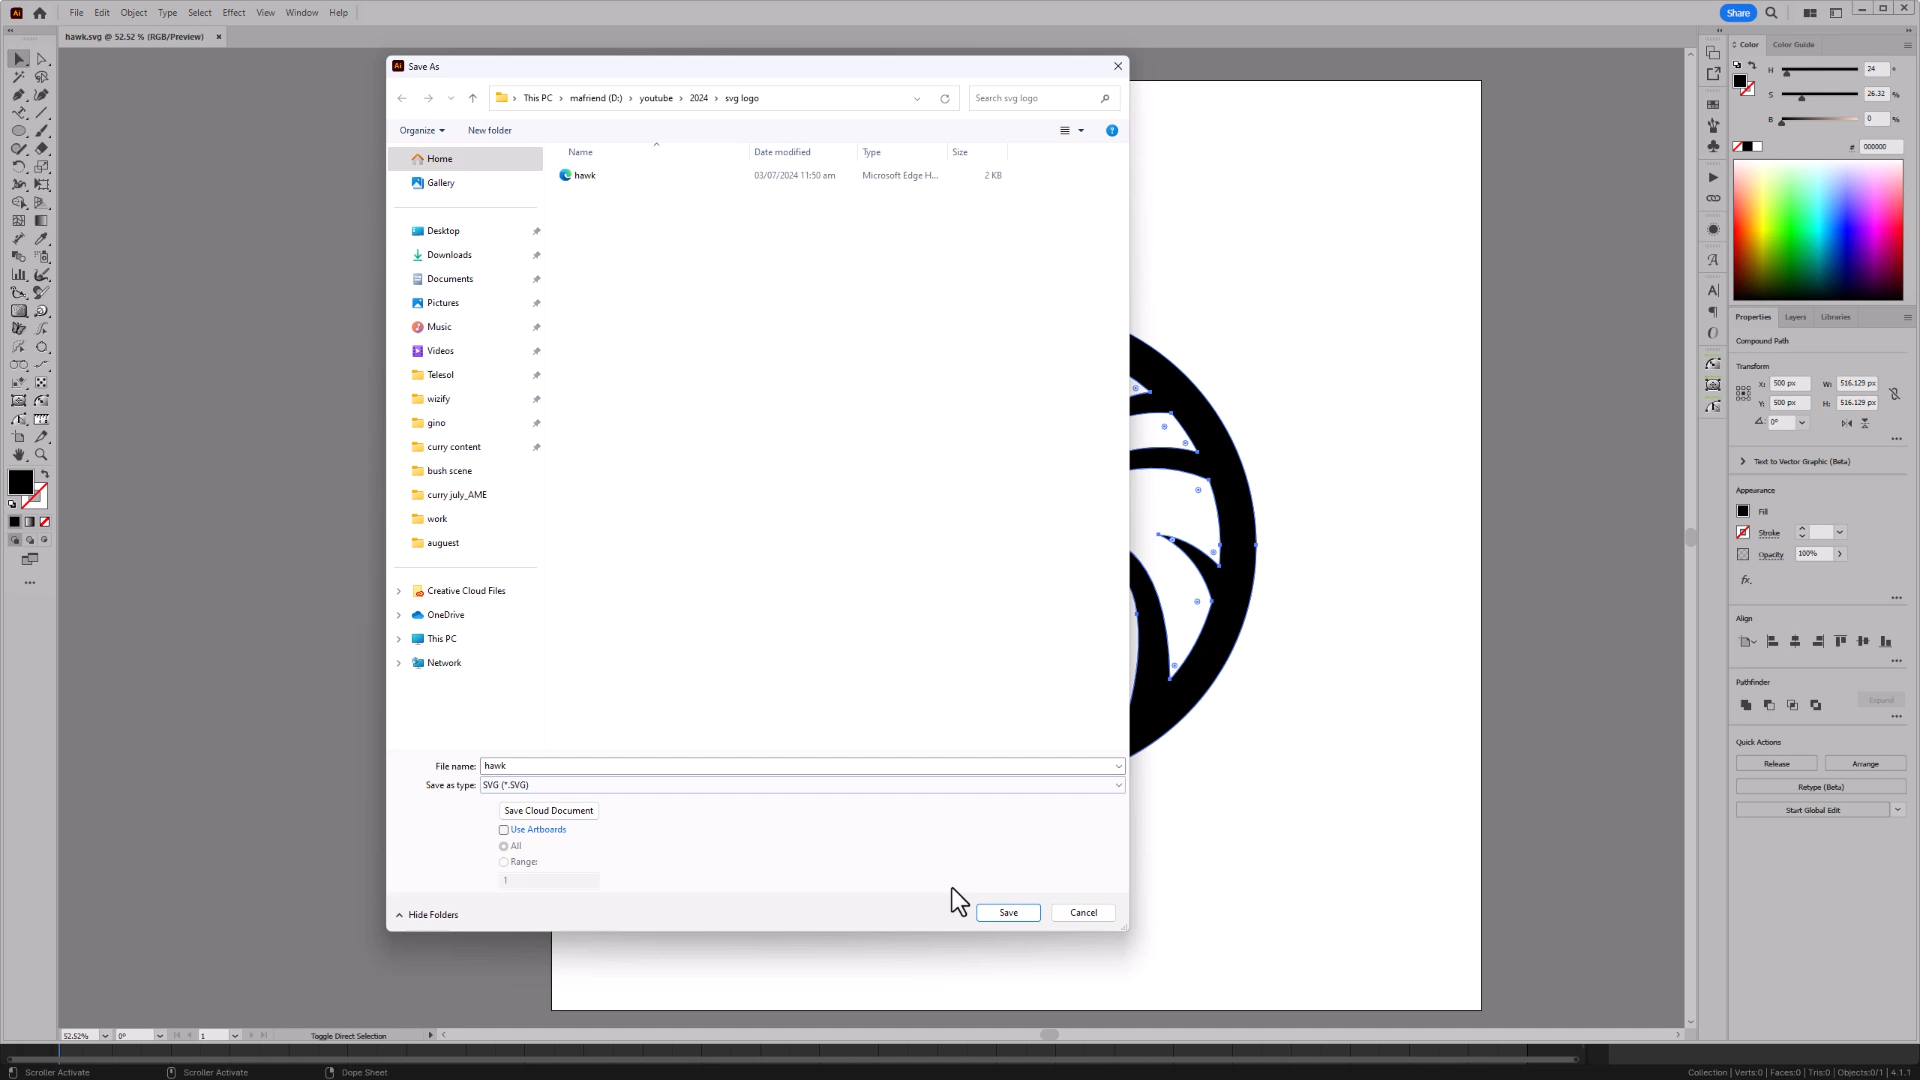 File Edit Object Type Select Effect View Window Help Share
hawk.svg @ 52.52 % (RGB/Preview)
Save As
This PC > mafriend (D:) > youtube > 2024 > svg logo
Search svg logo
Organize New folder
Name Date modified Type Size
hawk 03/07/2024 11:50 am Microsoft Edge H... 2 KB
Home
Gallery
Desktop
Downloads
Documents
Pictures
Music
Videos
Telesol
wizify
gino
curry content
bush scene
curry july_AME
work
auguest
Creative Cloud Files
OneDrive
This PC
Network
File name: hawk
Save as type: SVG (*.SVG)
Save Cloud Document
Use Artboards
All
Range:
1
Hide Folders
Save Cancel
Color Color Guide
H 24 °
S 26.32 %
B 0 %
# 000000
Properties Layers Libraries
Compound Path
Transform
X: 500 px W: 516.129 px
Y: 500 px H: 516.129 px
0°
Text to Vector Graphic (Beta)
Appearance
Fill
Stroke
Opacity 100%
fx.
Align
Pathfinder
Expand
Quick Actions
Release Arrange
Retype (Beta)
Start Global Edit
52.52% 0° 1 Toggle Direct Selection
Scroller Activate Scroller Activate Dope Sheet Collection | Verts:0 | Faces:0 | Tris:0 | Objects:0/1 | 4.1.1